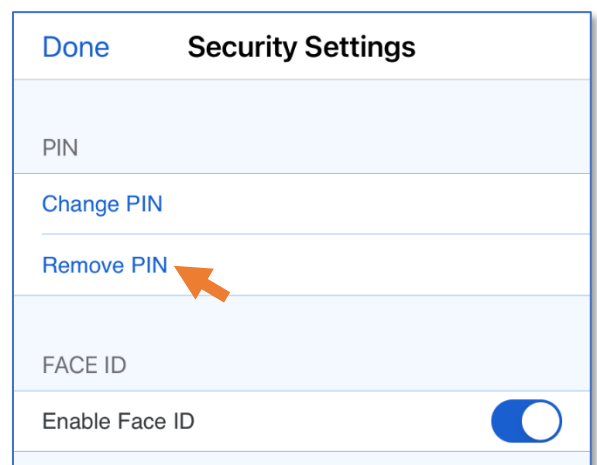 Done Security Settings
PIN
Change PIN
Remove PIN
FACE ID
Enable Face ID